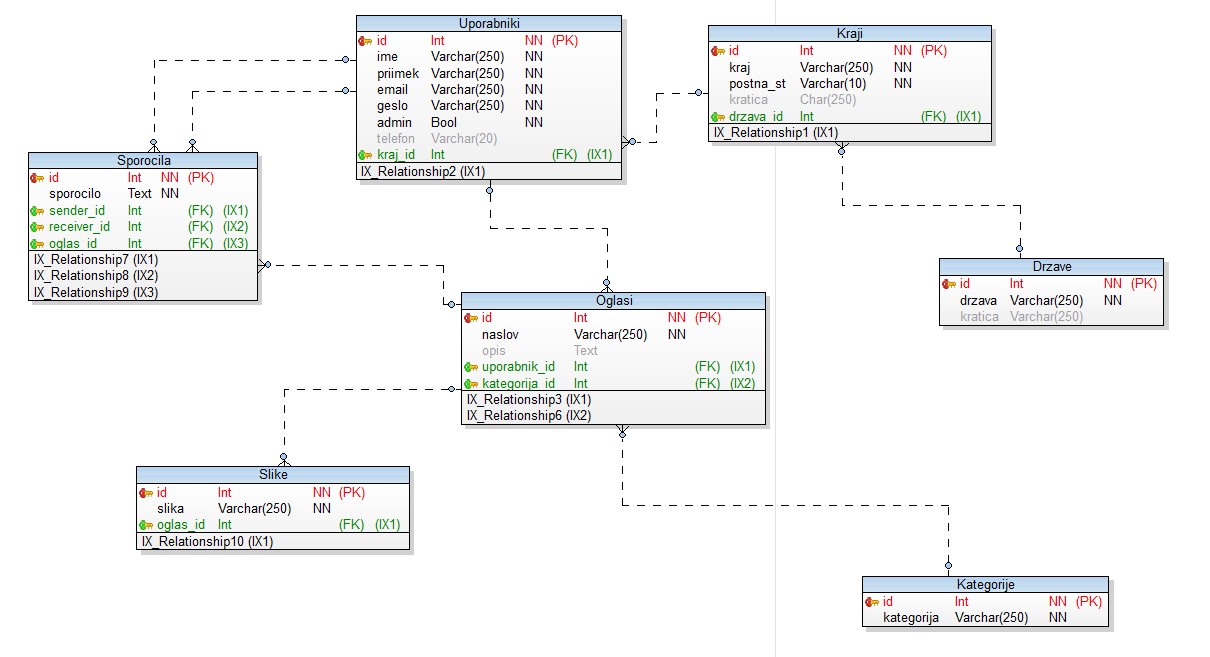 Uporabniki
id Int NN (PK)
ime Varchar(250) NN
priimek Varchar(250) NN
email Varchar(250) NN
geslo Varchar(250) NN
admin Bool NN
telefon Varchar(20)
kraj_id Int (FK) (IX1)
IX_Relationship2 (IX1)
Kraji
id Int NN (PK)
kraj Varchar(250) NN
postna_st Varchar(10) NN
kratica Char(250)
drzava_id Int (FK) (IX1)
IX_Relationship1 (IX1)
Sporocila
id Int NN (PK)
sporocilo Text NN
sender_id Int (FK) (IX1)
receiver_id Int (FK) (IX2)
oglas_id Int (FK) (IX3)
IX_Relationship7 (IX1)
IX_Relationship8 (IX2)
IX_Relationship9 (IX3)
Drzave
id Int NN (PK)
drzava Varchar(250) NN
kratica Varchar(250)
Oglasi
id Int NN (PK)
naslov Varchar(250) NN
opis Text
uporabnik_id Int (FK) (IX1)
kategorija_id Int (FK) (IX2)
IX_Relationship3 (IX1)
IX_Relationship6 (IX2)
Slike
id Int NN (PK)
slika Varchar(250) NN
oglas_id Int (FK) (IX1)
IX_Relationship10 (IX1)
Kategorije
id Int NN (PK)
kategorija Varchar(250) NN